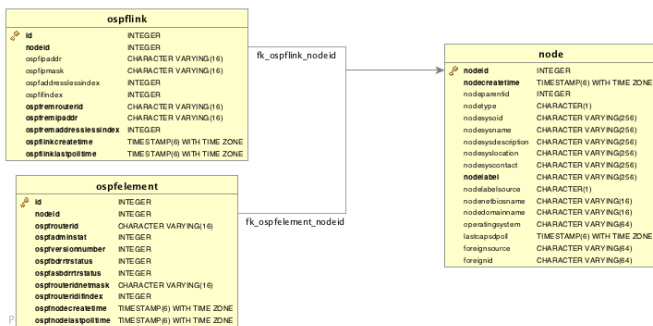 ospflink
id INTEGER
nodeid INTEGER
ospfipaddr CHARACTER VARYING(16)
ospfipmask CHARACTER VARYING(16)
ospfaddresslessindex INTEGER
ospfifindex INTEGER
ospfremrouterid CHARACTER VARYING(16)
ospfremipaddr CHARACTER VARYING(16)
ospfremaddresslessindex INTEGER
ospflinkcreatetime TIMESTAMP(6) WITH TIME ZONE
ospflinklastpolltime TIMESTAMP(6) WITH TIME ZONE
fk_ospflink_nodeid
node
nodeid INTEGER
nodecreatetime TIMESTAMP(6) WITH TIME ZONE
nodeparentid INTEGER
nodetype CHARACTER(1)
nodesysoid CHARACTER VARYING(256)
nodesysname CHARACTER VARYING(256)
nodesysdescription CHARACTER VARYING(256)
nodesyslocation CHARACTER VARYING(256)
nodesyscontact CHARACTER VARYING(256)
nodelabel CHARACTER VARYING(256)
nodelabelsource CHARACTER(1)
nodenetbiosname CHARACTER VARYING(16)
nodedomainname CHARACTER VARYING(16)
operatingsystem CHARACTER VARYING(64)
lastcapsdpoll TIMESTAMP(6) WITH TIME ZONE
foreignsource CHARACTER VARYING(64)
foreignid CHARACTER VARYING(64)
ospfelement
id INTEGER
nodeid INTEGER
ospfrouterid CHARACTER VARYING(16)
ospfadminstat INTEGER
ospfversionnumber INTEGER
ospfbdrrtrstatus INTEGER
ospfasbdrrtrstatus INTEGER
ospfrouteridnetmask CHARACTER VARYING(16)
ospfrouteridifindex INTEGER
ospfnodecreatetime TIMESTAMP(6) WITH TIME ZONE
ospfnodelastpolltime TIMESTAMP(6) WITH TIME ZONE
fk_ospfelement_nodeid